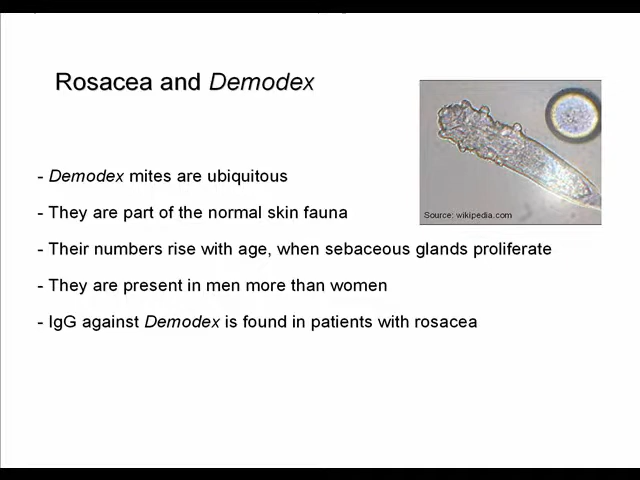 Rosacea and Demodex
Source: wikipedia.com
- Demodex mites are ubiquitous
- They are part of the normal skin fauna
- Their numbers rise with age, when sebaceous glands proliferate
- They are present in men more than women
- IgG against Demodex is found in patients with rosacea